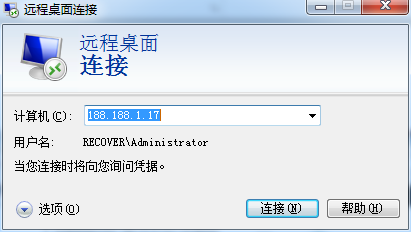 远程桌面连接
远程桌面
连接
计算机(C): 188.188.1.17
用户名: RECOVER\Administrator
当您连接时将向您询问凭据。
选项(O) 连接(N) 帮助(H)